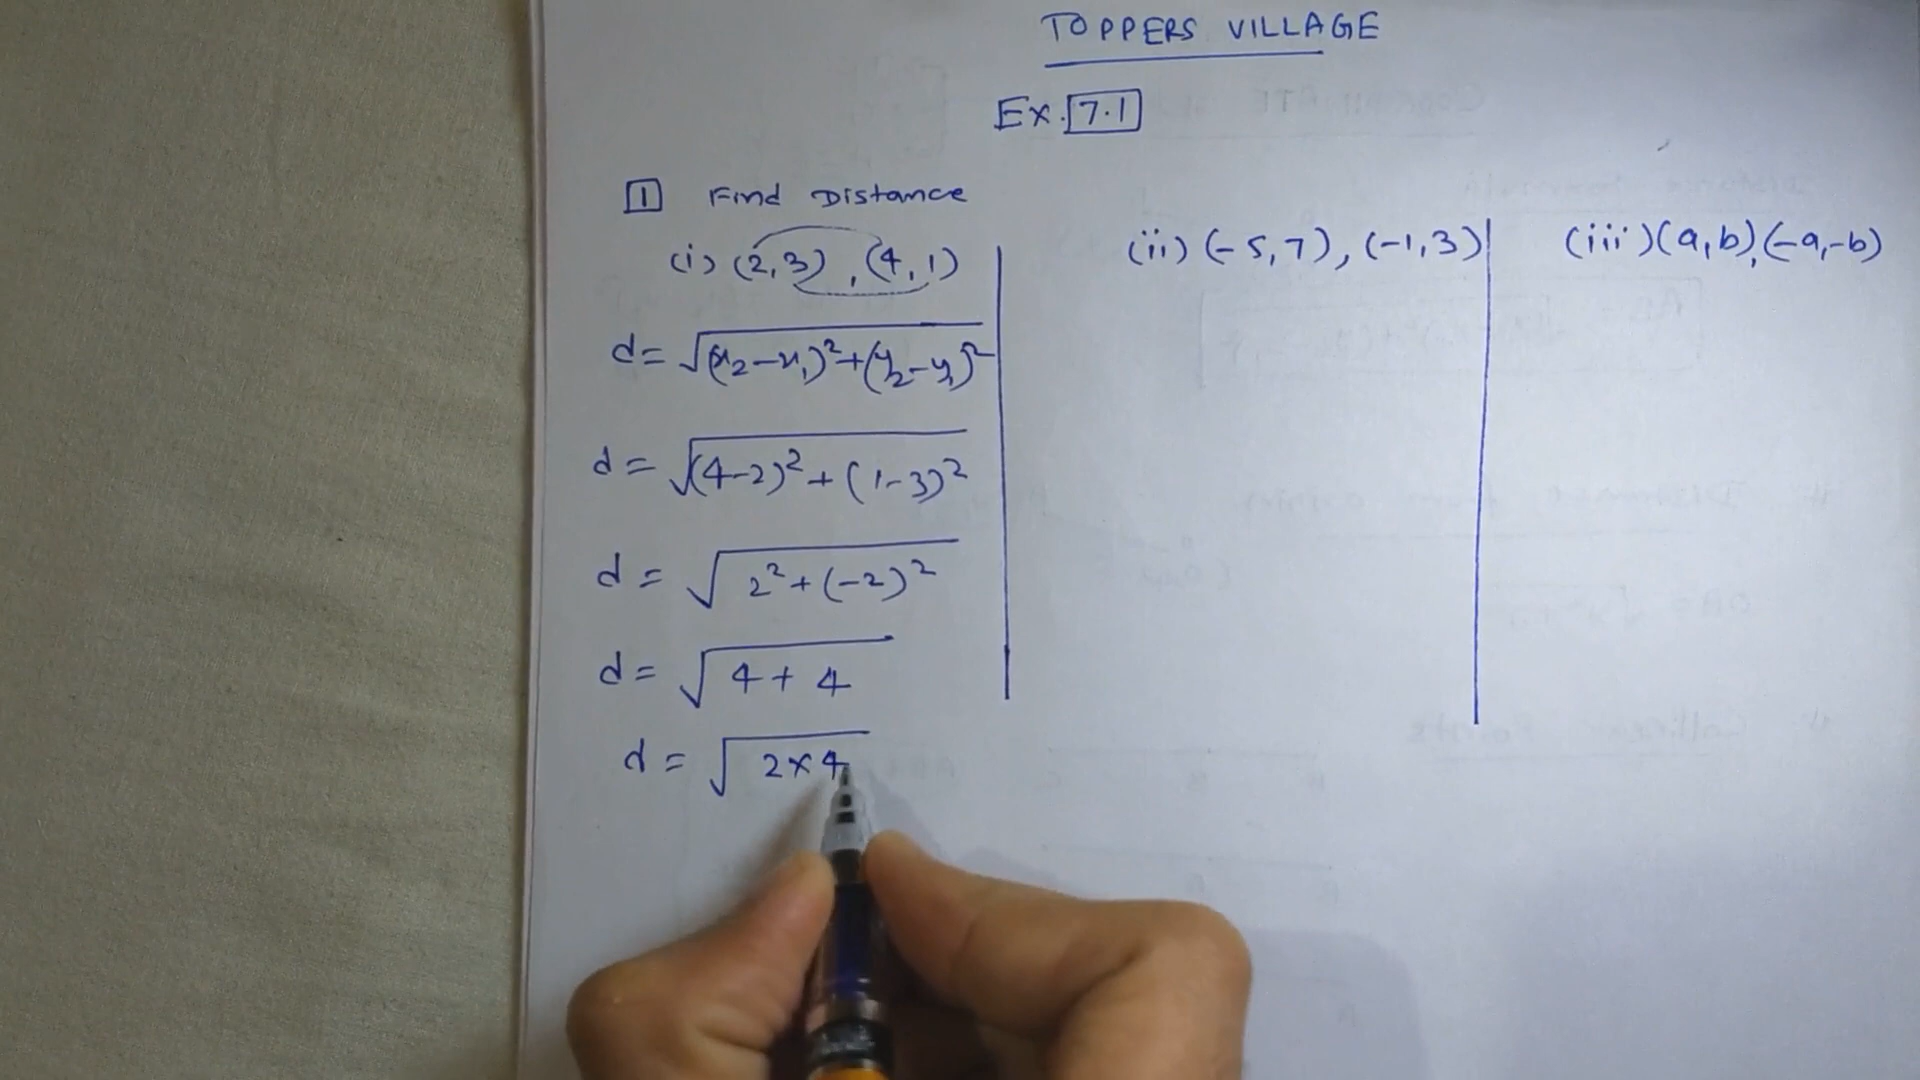 TOPPERS VILLAGE
Ex. 7.1
1 Find Distance
(i) (2,3), (4,1)
d = √(x₂-x₁)²+(y₂-y₁)²
d = √(4-2)²+(1-3)²
d = √2²+(-2)²
d = √4+4
d = √2×4
(ii) (-5,7), (-1,3)
(iii) (a,b), (-a,-b)